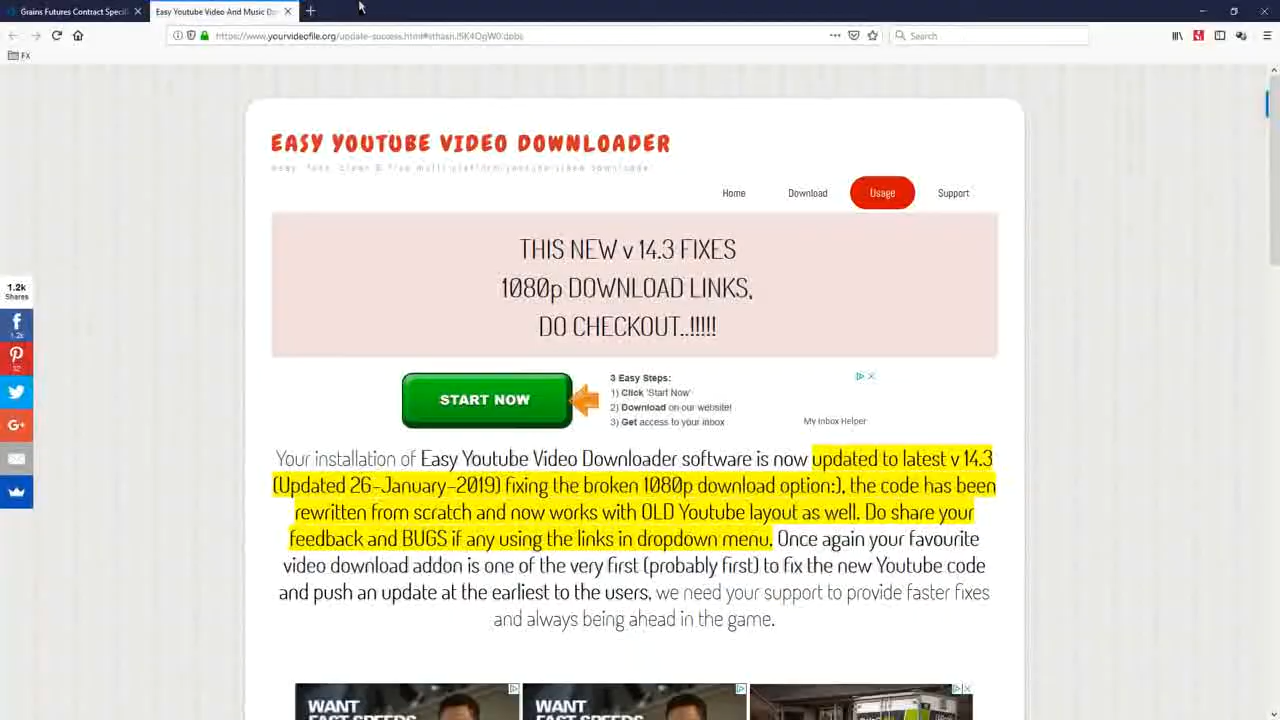 Grains Futures Contract Specifi
Easy Youtube Video And Music Do
https://www.yourvideofile.org/update-success.html#sthash.
Search
FX
EASY YOUTUBE VIDEO DOWNLOADER
Home
Download
Usage
Support
THIS NEW v 14.3 FIXES
1080p DOWNLOAD LINKS,
DO CHECKOUT..!!!!!
1.2k
Shares
1.2k
START NOW
3 Easy Steps:
1) Click 'Start Now'
2) Download on our website!
3) Get access to your inbox
My Inbox Helper
Your installation of Easy Youtube Video Downloader software is now updated to latest v 14.3
(Updated 26-January-2019) fixing the broken 1080p download option:), the code has been
rewritten from scratch and now works with OLD Youtube layout as well. Do share your
feedback and BUGS if any using the links in dropdown menu. Once again your favourite
video download addon is one of the very first (probably first) to fix the new Youtube code
and push an update at the earliest to the users, we need your support to provide faster fixes
and always being ahead in the game.
WANT
FAST SPEEDS
WANT
FAST SPEEDS